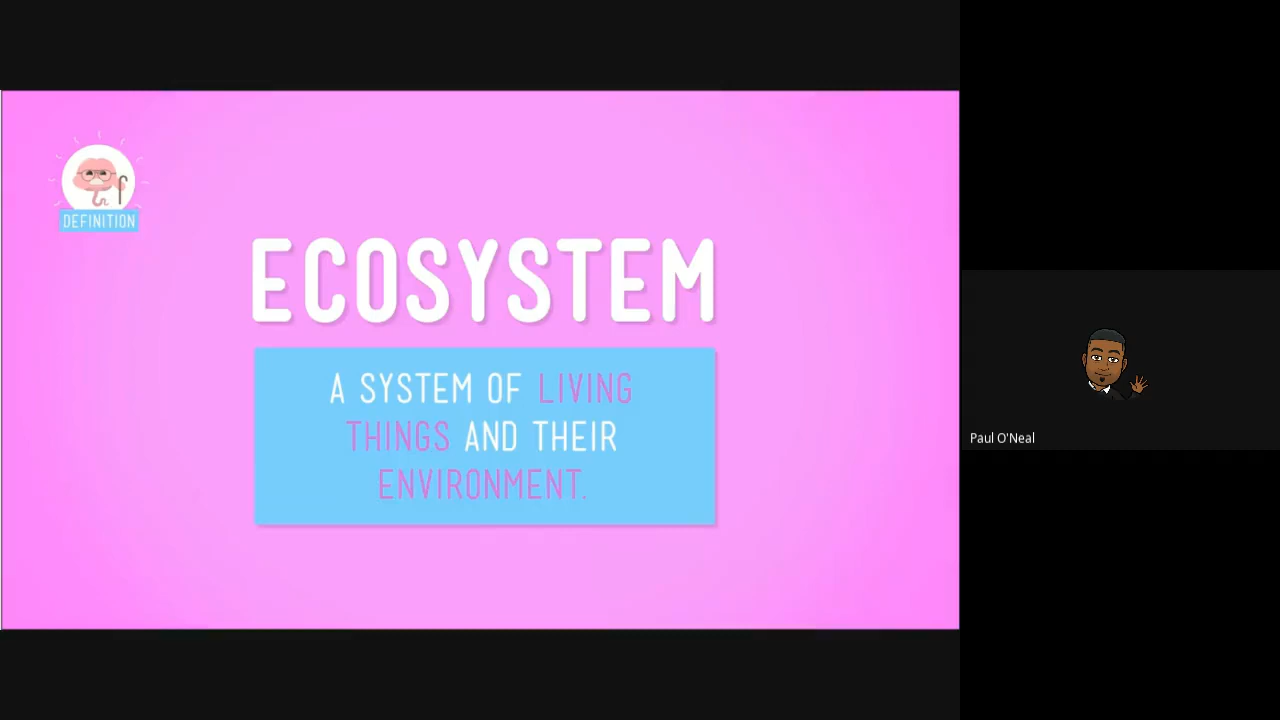 DEFINITION
ECOSYSTEM
A SYSTEM OF LIVING
THINGS AND THEIR
ENVIRONMENT.
Paul O'Neal